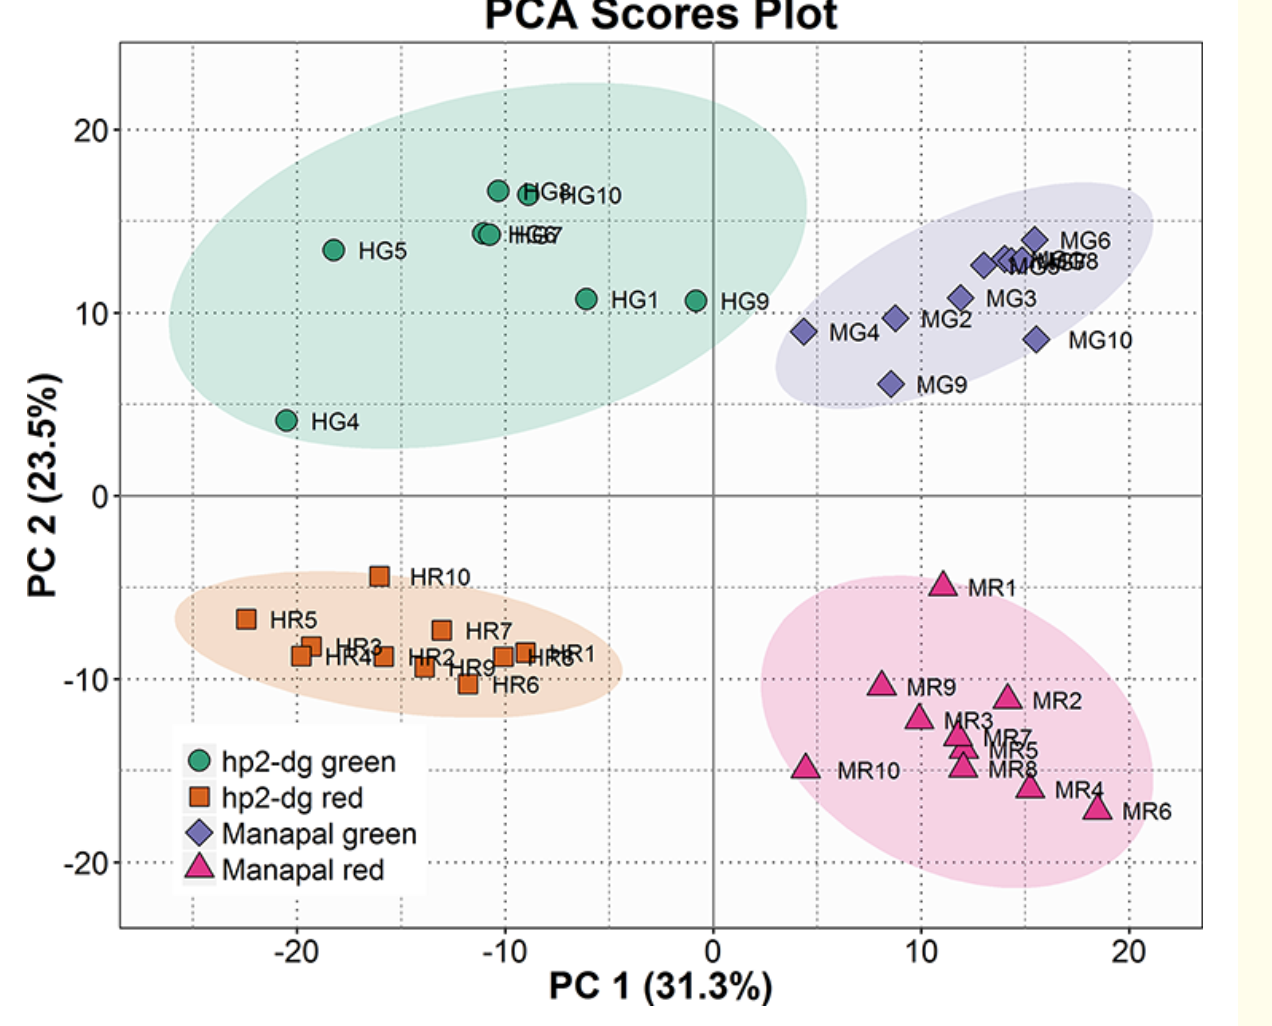 PCA Scores Plot
20
10
0
-10
-20
PC 2 (23.5%)
HG8
HG10
HG7
HG5
HG1
HG9
HG4
MG6
MG3
MG2
MG4
MG10
MG9
HR10
HR5
HR3
HR4
HR2
HR9
HR7
HR6
HR1
MR1
MR9
MR2
MR3
MR7
MR5
MR8
MR10
MR4
MR6
hp2-dg green
hp2-dg red
Manapal green
Manapal red
-20
-10
0
10
20
PC 1 (31.3%)